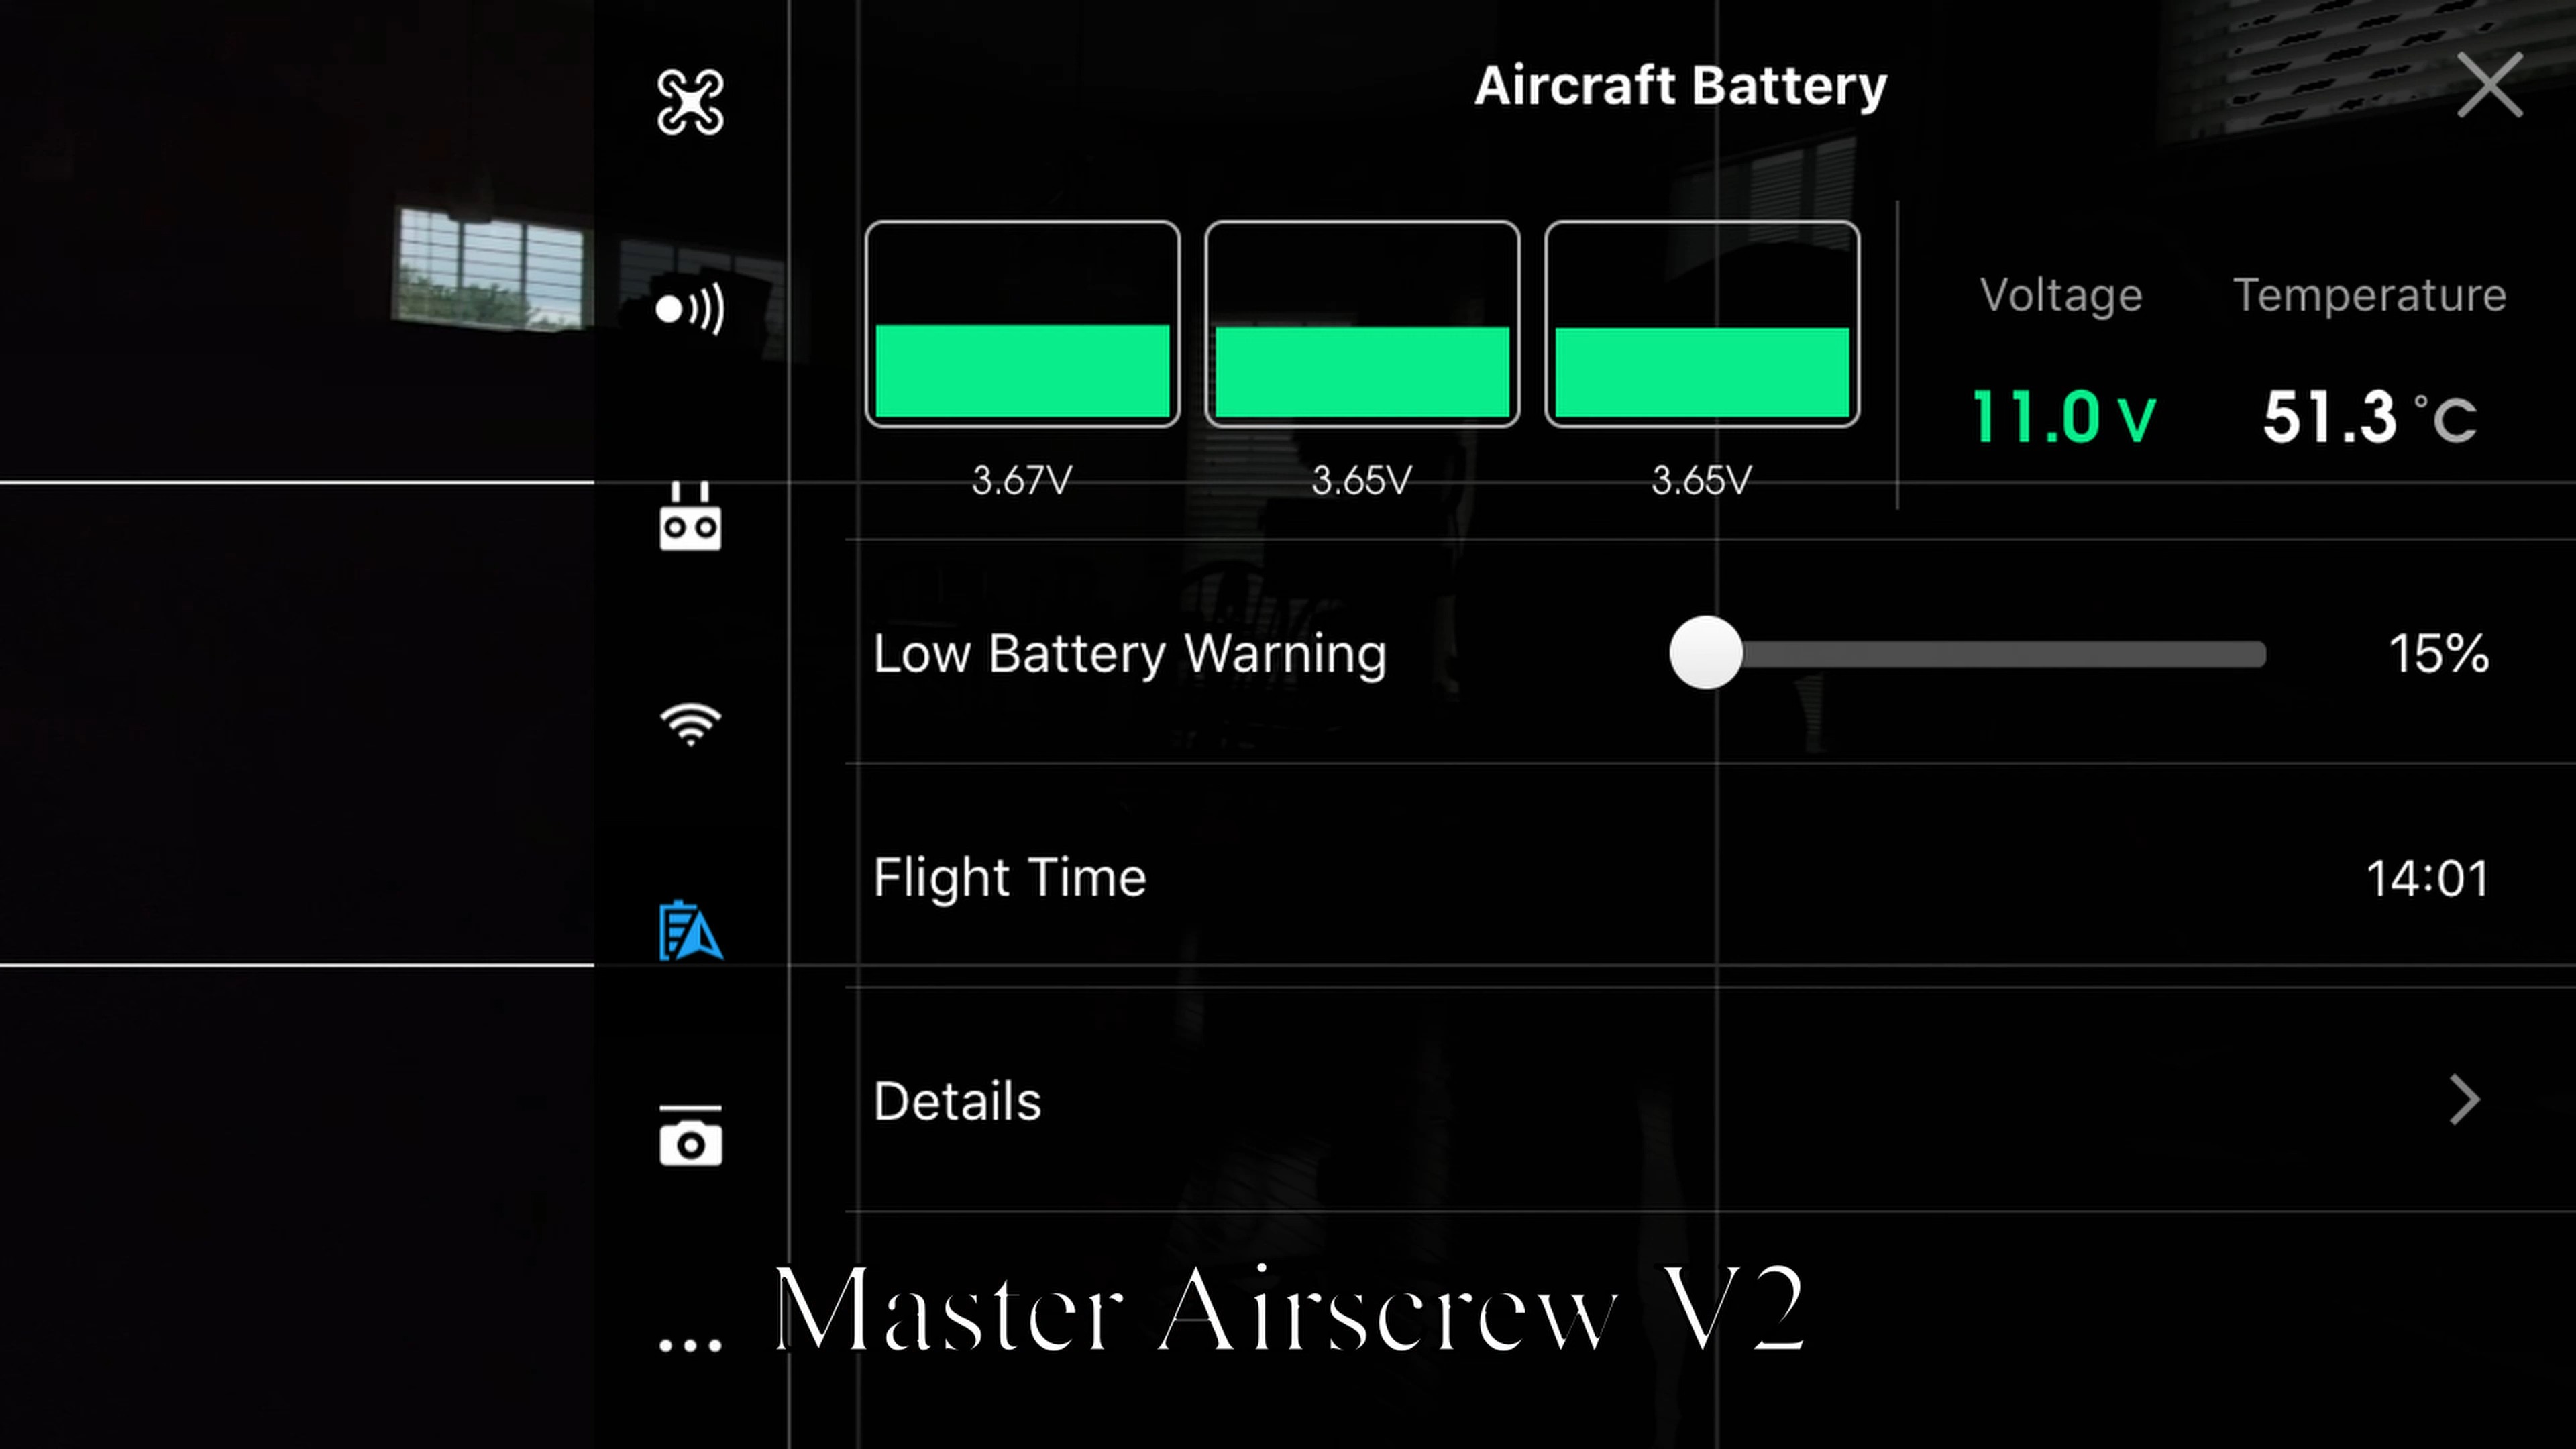 Aircraft Battery
Voltage Temperature
11.0 V 51.3 °C
3.67V 3.65V 3.65V
Low Battery Warning 15%
Flight Time 14:01
Details
Master Airscrew V2